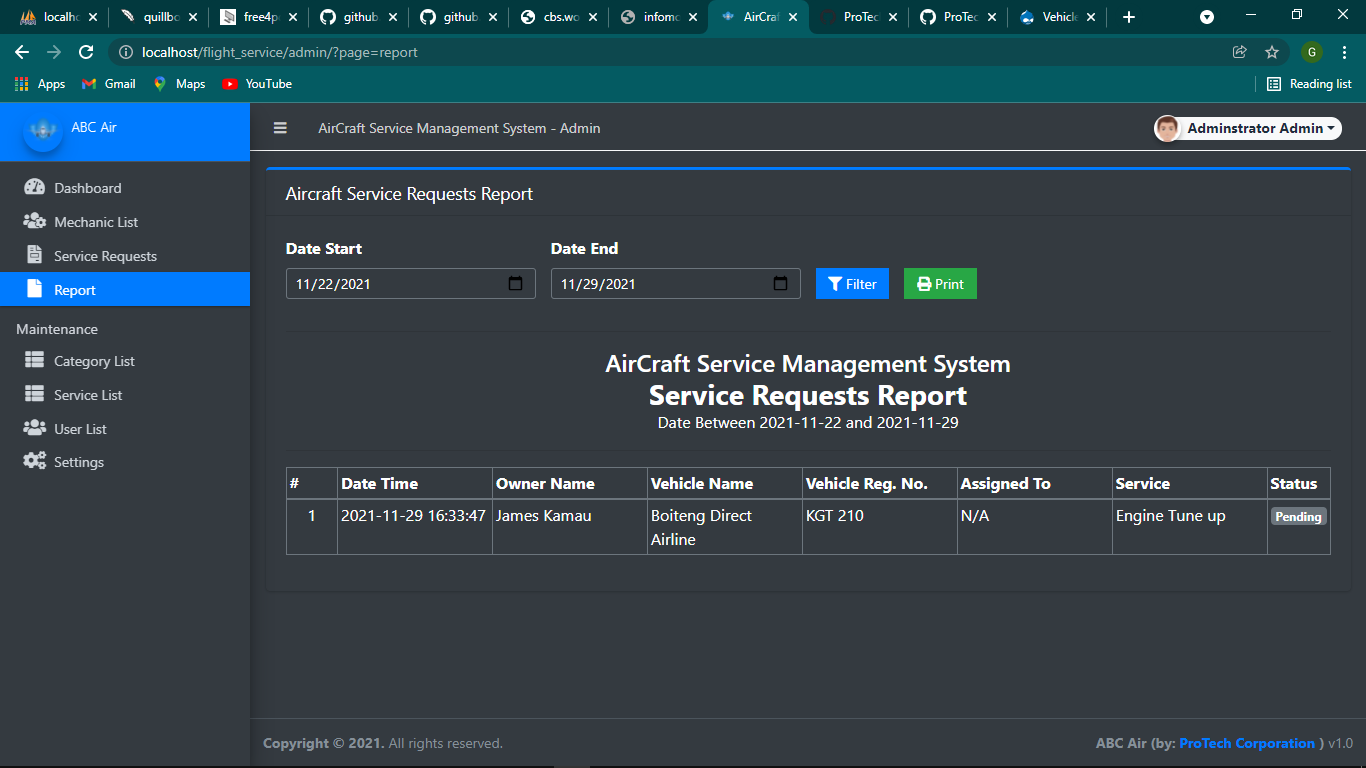 localho
quillbo
free4p
github
github
cbs.wo
infomo
AirCraf
ProTec
ProTec
Vehicle
localhost/flight_service/admin/?page=report
G
Apps
Gmail
Maps
YouTube
Reading list
ABC Air
AirCraft Service Management System - Admin
Adminstrator Admin
Dashboard
Mechanic List
Service Requests
Report
Maintenance
Category List
Service List
User List
Settings
Aircraft Service Requests Report
Date Start
Date End
11/22/2021
11/29/2021
Filter
Print
AirCraft Service Management System
Service Requests Report
Date Between 2021-11-22 and 2021-11-29
# Date Time Owner Name Vehicle Name Vehicle Reg. No. Assigned To Service Status
1 2021-11-29 16:33:47 James Kamau Boiteng Direct KGT 210 N/A Engine Tune up Pending
Airline
Copyright © 2021. All rights reserved.
ABC Air (by: ProTech Corporation ) v1.0